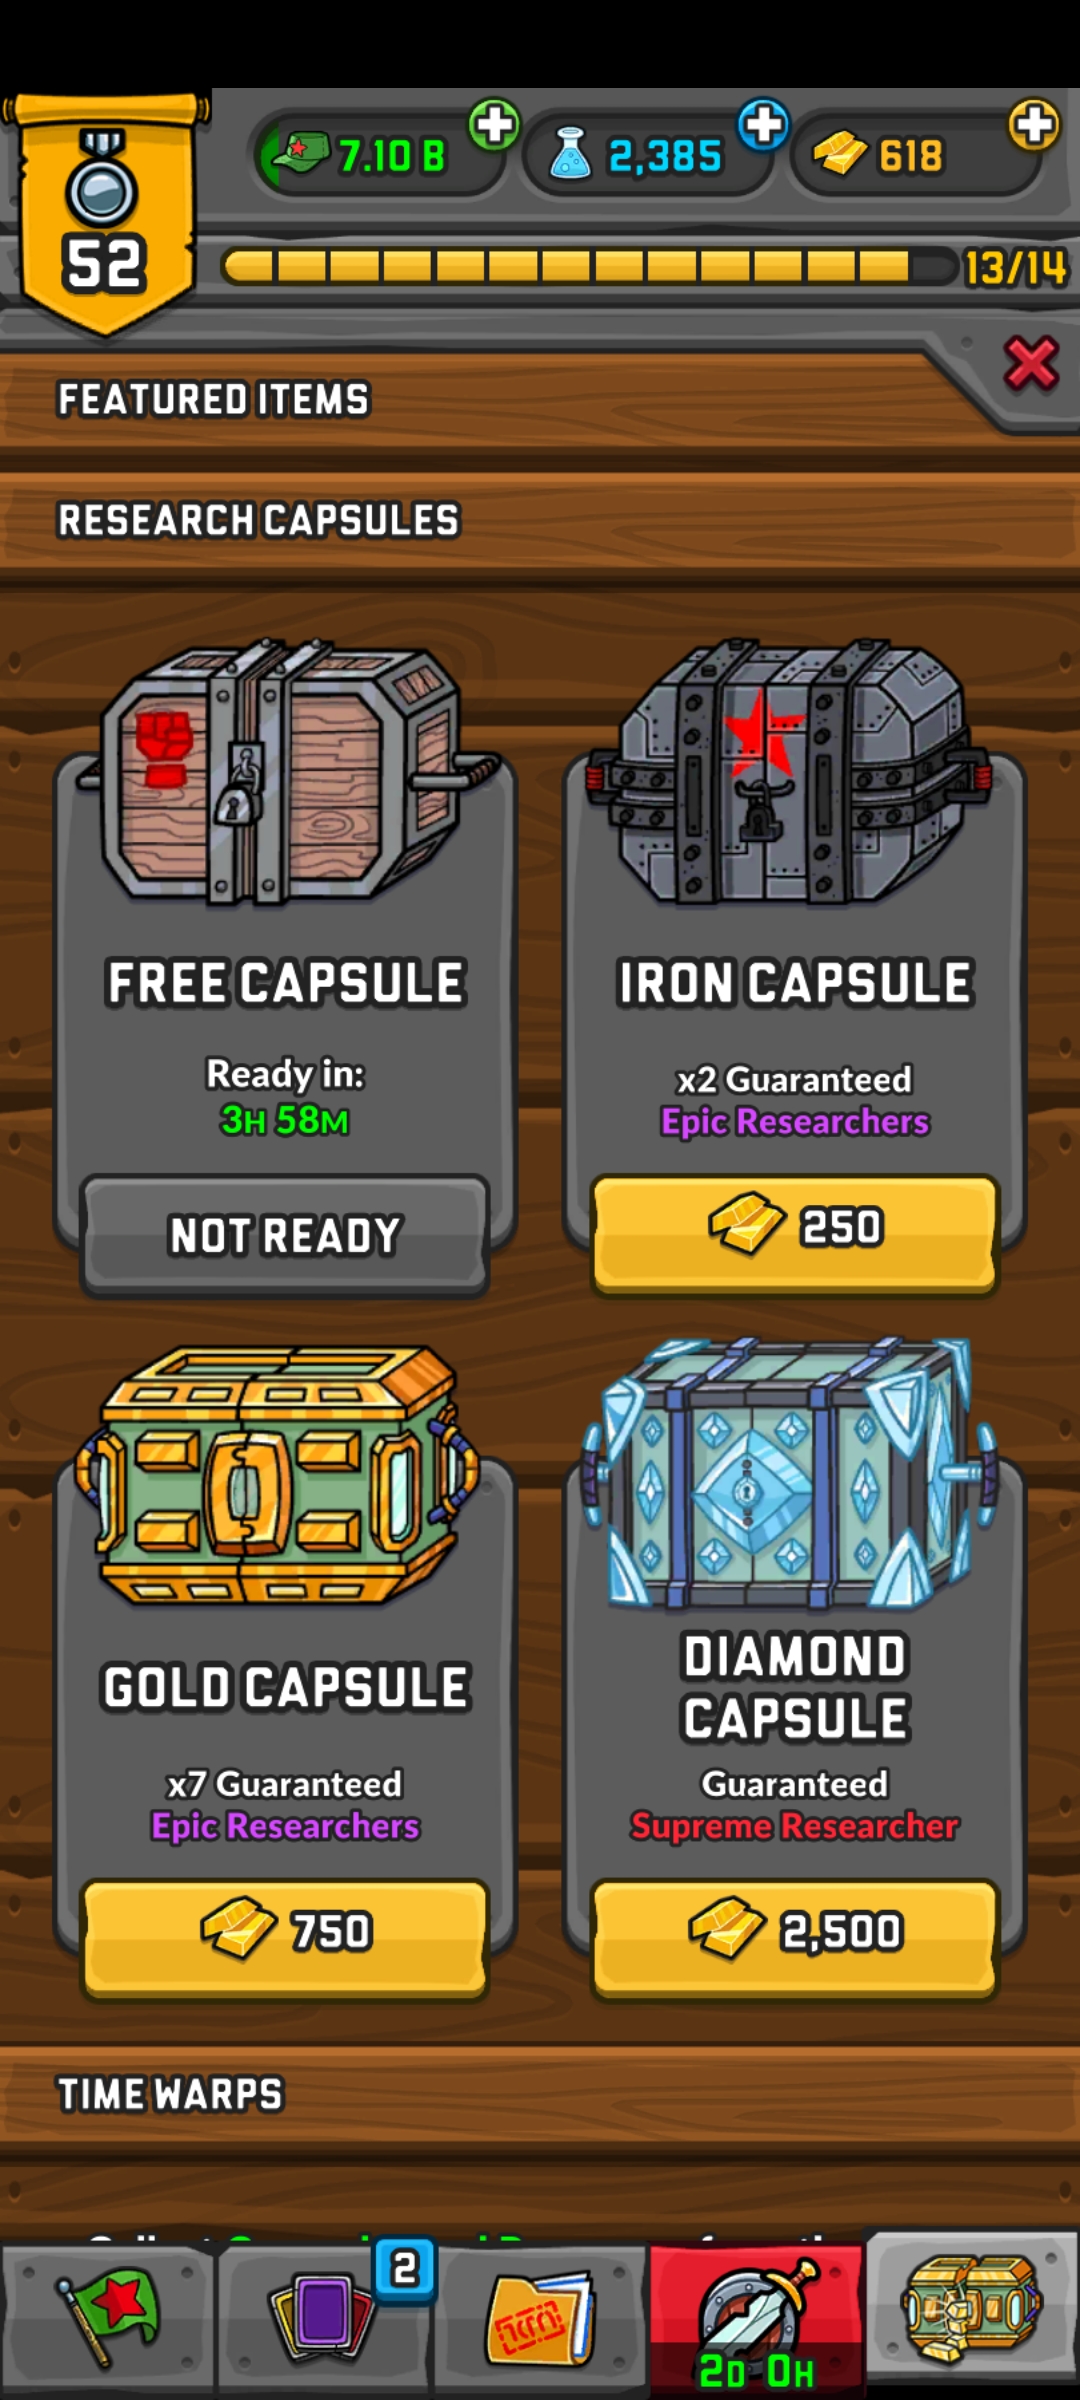 7.10 B
2,385
618
52
13/14
FEATURED ITEMS
RESEARCH CAPSULES
FREE CAPSULE
Ready in:
3H 58M
NOT READY
IRON CAPSULE
x2 Guaranteed
Epic Researchers
250
GOLD CAPSULE
x7 Guaranteed
Epic Researchers
750
DIAMOND
CAPSULE
Guaranteed
Supreme Researcher
2,500
TIME WARPS
2
2D 0H